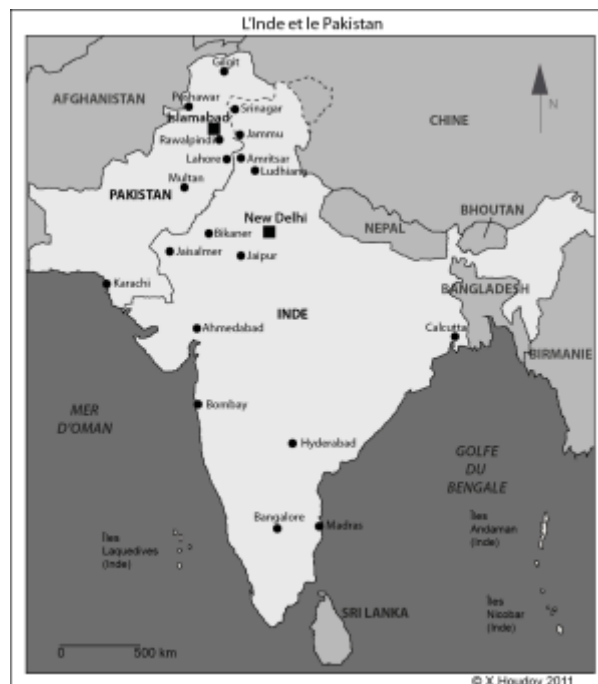 L'Inde et le Pakistan
Gilgit
AFGHANISTAN
Peshawar
Srinagar
N
Islamabad
CHINE
Rawalpindi
Jammu
Lahore
Amritsar
Ludhiana
Multan
PAKISTAN
New Delhi
BHOUTAN
NEPAL
Bikaner
Jaisalmer
Jaipur
Karachi
BANGLADESH
INDE
Ahmedabad
Calcutta
BIRMANIE
MER
D'OMAN
Bombay
Hyderabad
GOLFE
DU
BENGALE
Bangalore
Madras
Îles
Andaman
(Inde)
Îles
Laquedives
(Inde)
Îles
Nicobar
(Inde)
SRI LANKA
0
500 km
© X Houdoy 2011